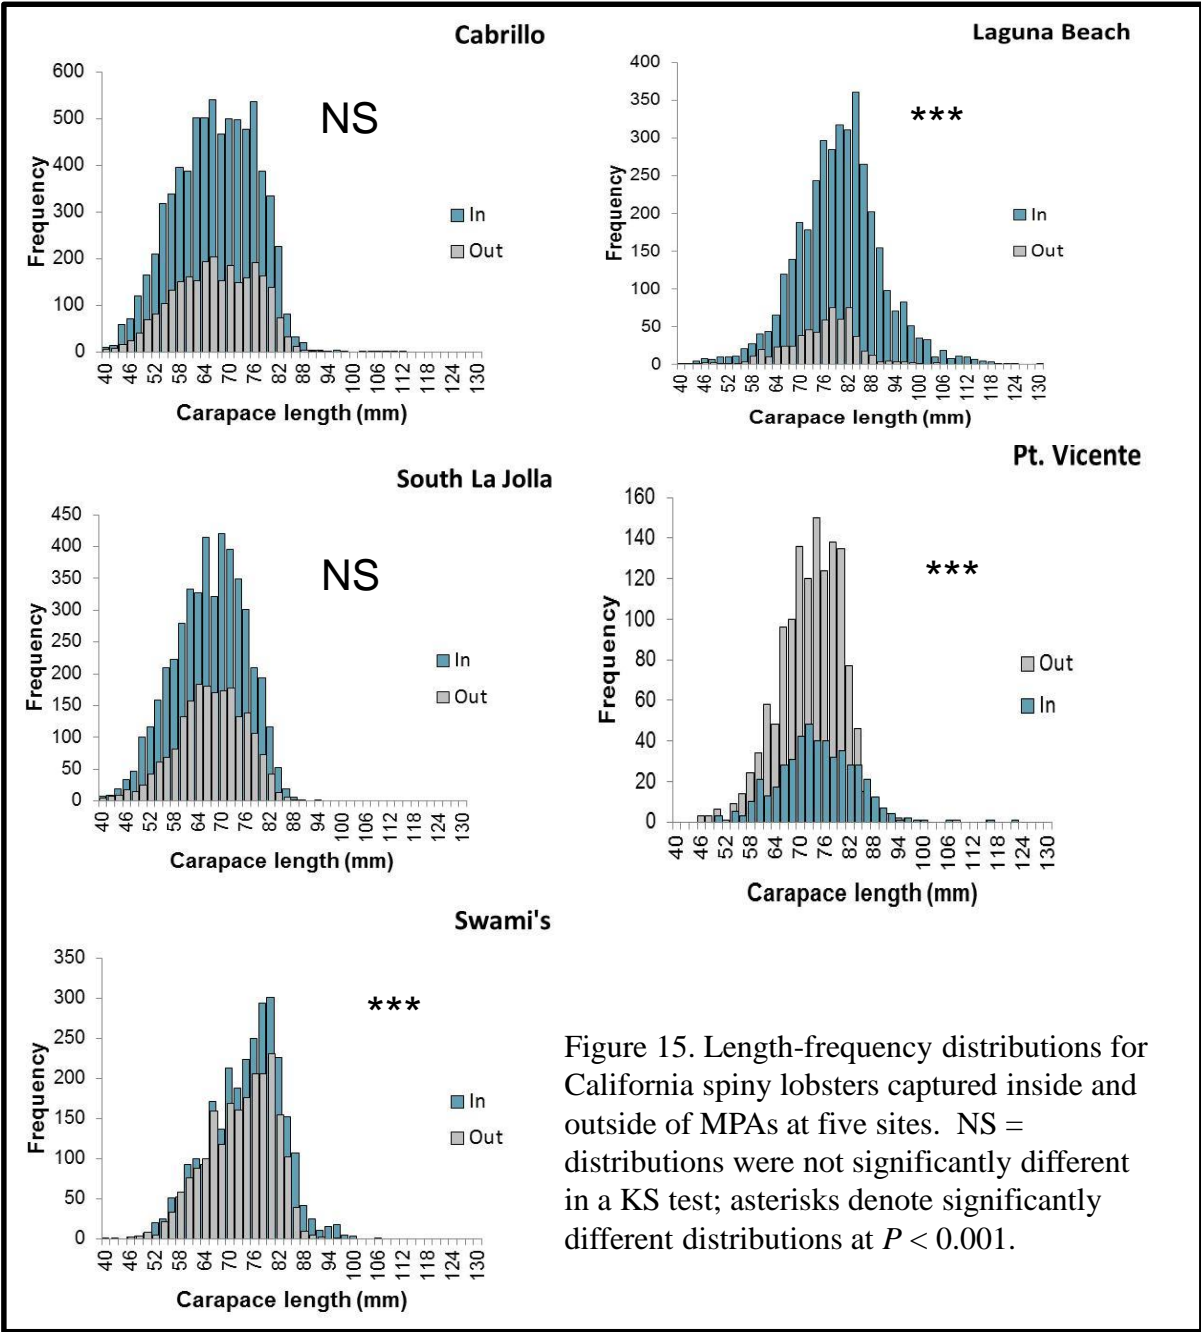 Cabrillo
600
500
400
300
200
100
0
Frequency
NS
In
Out
40 46 52 58 64 70 76 82 88 94 100 106 112 118 124 130
Carapace length (mm)
Laguna Beach
400
350
300
250
200
150
100
50
0
Frequency
***
In
Out
40 46 52 58 64 70 76 82 88 94 100 106 112 118 124 130
Carapace length (mm)
South La Jolla
450
400
350
300
250
200
150
100
50
0
Frequency
NS
In
Out
40 46 52 58 64 70 76 82 88 94 100 106 112 118 124 130
Carapace length (mm)
Pt. Vicente
160
140
120
100
80
60
40
20
0
Frequency
***
Out
In
40 46 52 58 64 70 76 82 88 94 100 106 112 118 124 130
Carapace length (mm)
Swami's
350
300
250
200
150
100
50
0
Frequency
***
In
Out
40 46 52 58 64 70 76 82 88 94 100 106 112 118 124 130
Carapace length (mm)
Figure 15. Length-frequency distributions for
California spiny lobsters captured inside and
outside of MPAs at five sites.  NS =
distributions were not significantly different
in a KS test; asterisks denote significantly
different distributions at P < 0.001.